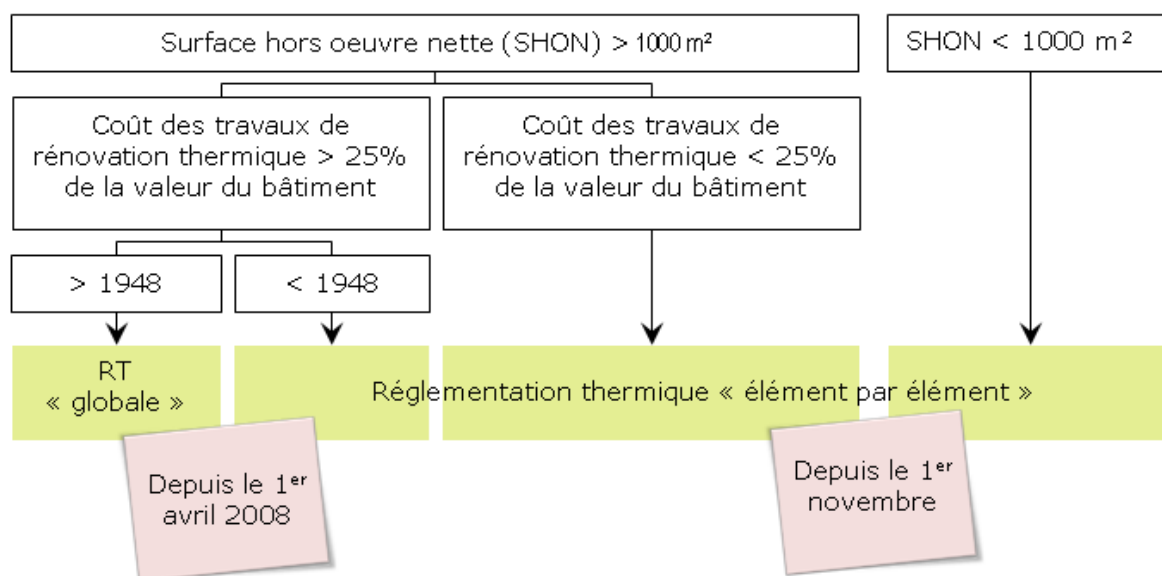 Surface hors oeuvre nette (SHON) > 1000 m²
SHON < 1000 m²
Coût des travaux de
rénovation thermique > 25%
de la valeur du bâtiment
Coût des travaux de
rénovation thermique < 25%
de la valeur du bâtiment
> 1948
< 1948
RT
« globale »
Réglementation thermique « élément par élément »
Depuis le 1er
avril 2008
Depuis le 1er
novembre